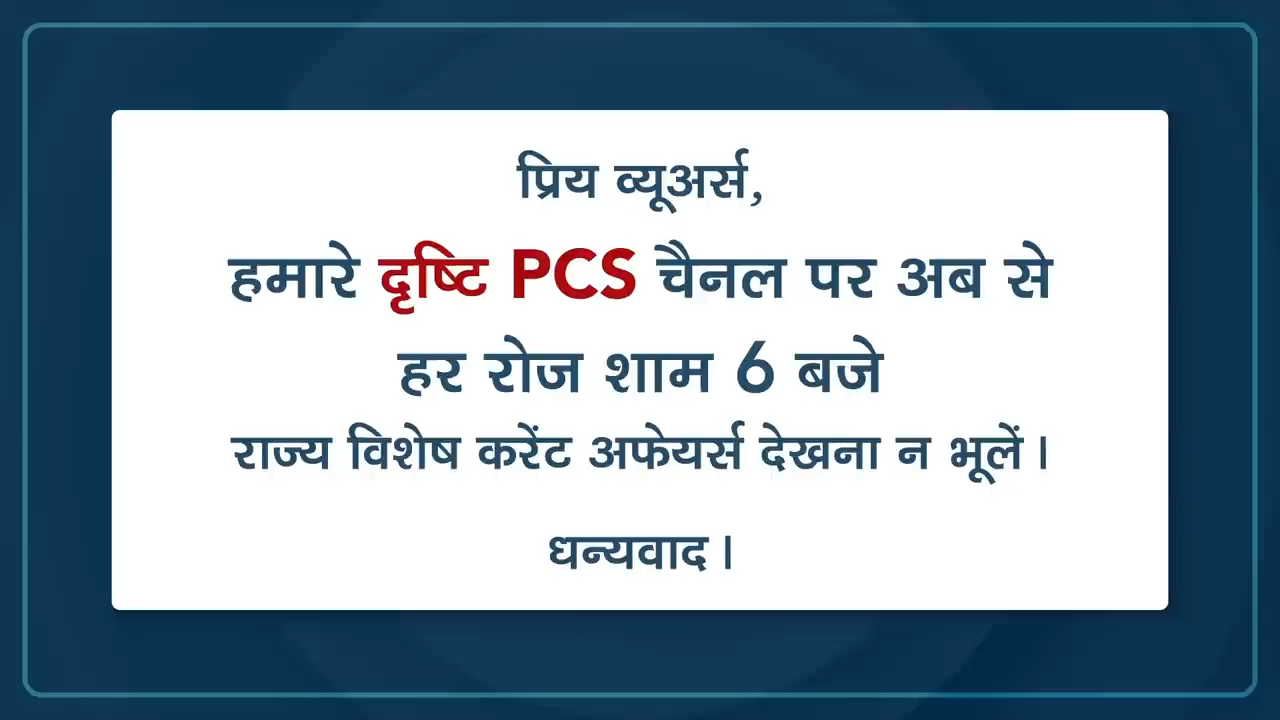 प्रिय व्यूअर्स,
हमारे दृष्टि PCS चैनल पर अब से
हर रोज शाम 6 बजे
राज्य विशेष करेंट अफेयर्स देखना न भूलें।
धन्यवाद।